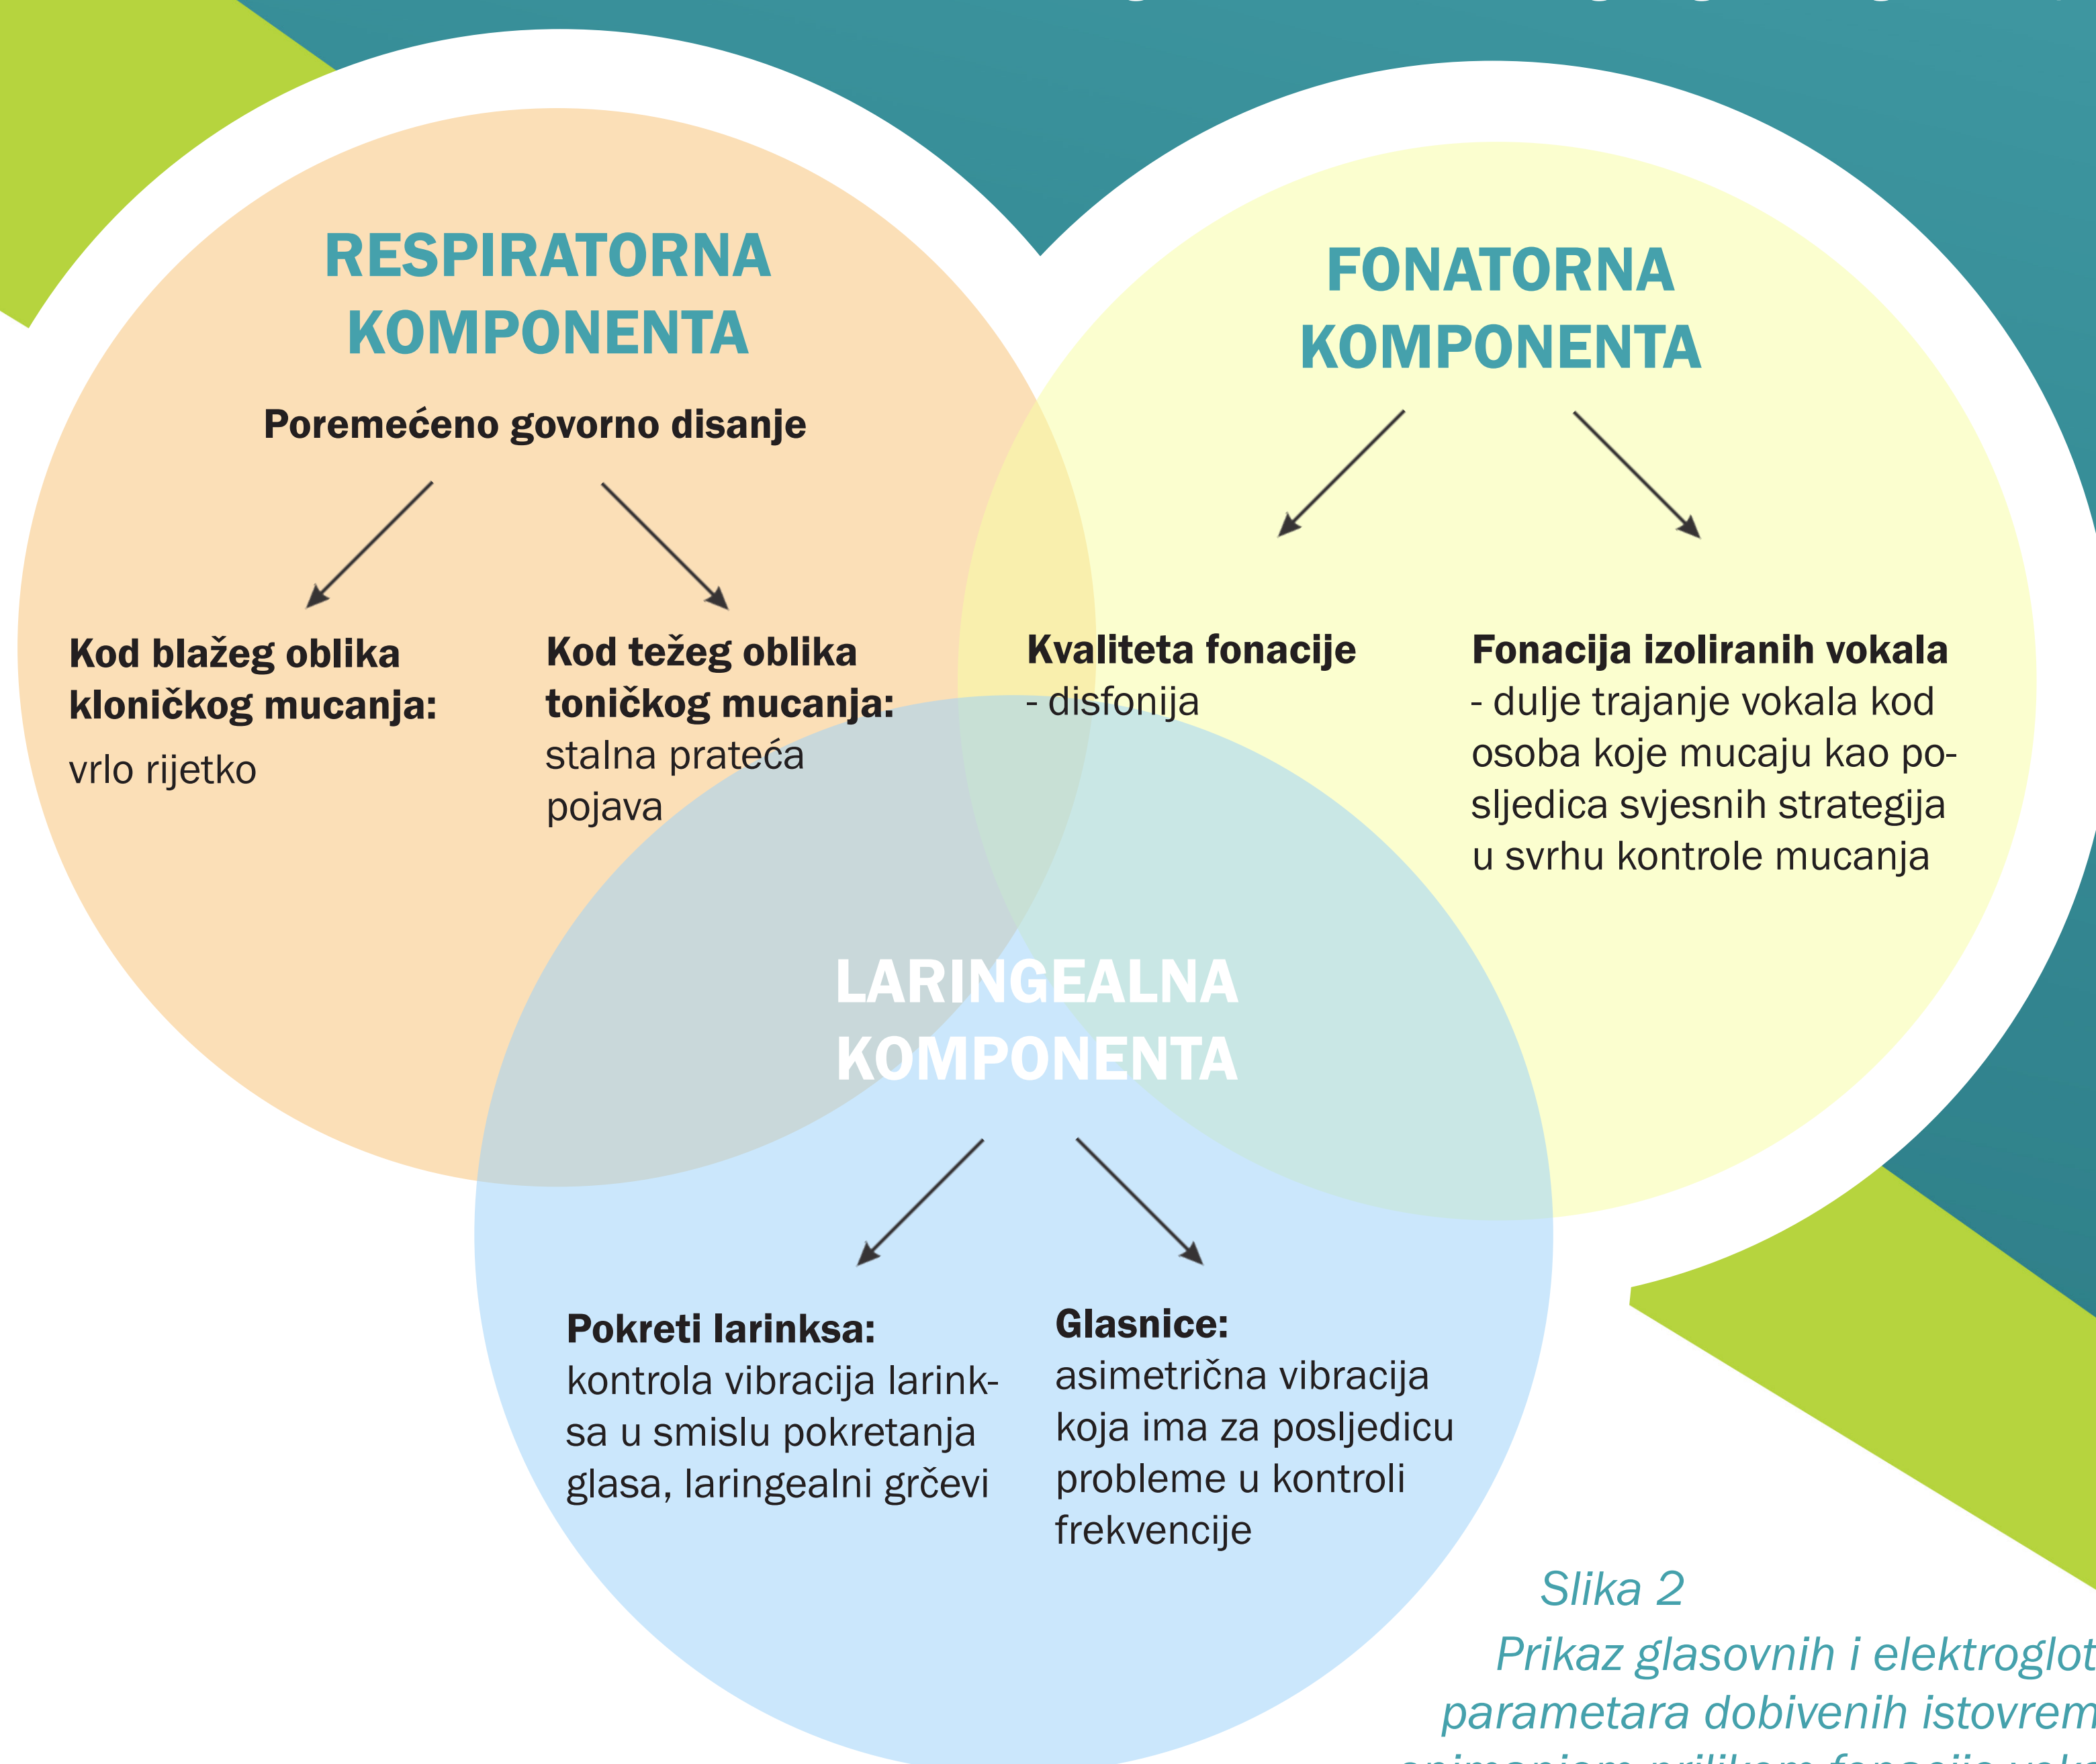 RESPIRATORNA
KOMPONENTA
Poremećeno govorno disanje
Kod blažeg oblika
kloničkog mucanja:
vrlo rijetko
Kod težeg oblika
toničkog mucanja:
stalna prateća
pojava
FONATORNA
KOMPONENTA
Kvaliteta fonacije
- disfonija
Fonacija izoliranih vokala
- dulje trajanje vokala kod
osoba koje mucaju kao po-
sljedica svjesnih strategija
u svrhu kontrole mucanja
LARINGEALNA
KOMPONENTA
Pokreti larinksa:
kontrola vibracija larink-
sa u smislu pokretanja
glasa, laringealni grčevi
Glasnice:
asimetrična vibracija
koja ima za posljedicu
probleme u kontroli
frekvencije
Slika 2
Prikaz glasovnih i elektroglot
parametara dobivenih istovrem